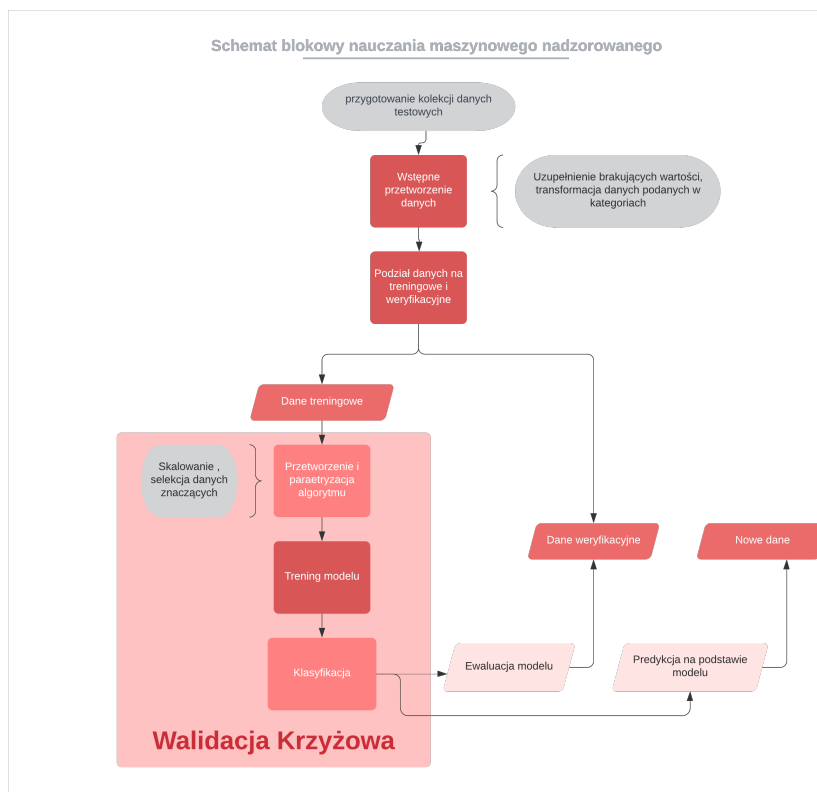 Schemat blokowy nauczania maszynowego nadzorowanego
przygotowanie kolekcji danych
testowych
Wstępne
przetworzenie
danych
Uzupełnienie brakujących wartości,
transformacja danych podanych w
kategoriach
Podział danych na
treningowe i
weryfikacyjne
Dane treningowe
Skalowanie ,
selekcja danych
znaczących
Przetworzenie i
paraetryzacja
algorytmu
Trening modelu
Dane weryfikacyjne
Nowe dane
Klasyfikacja
Ewaluacja modelu
Predykcja na podstawie
modelu
Walidacja Krzyżowa